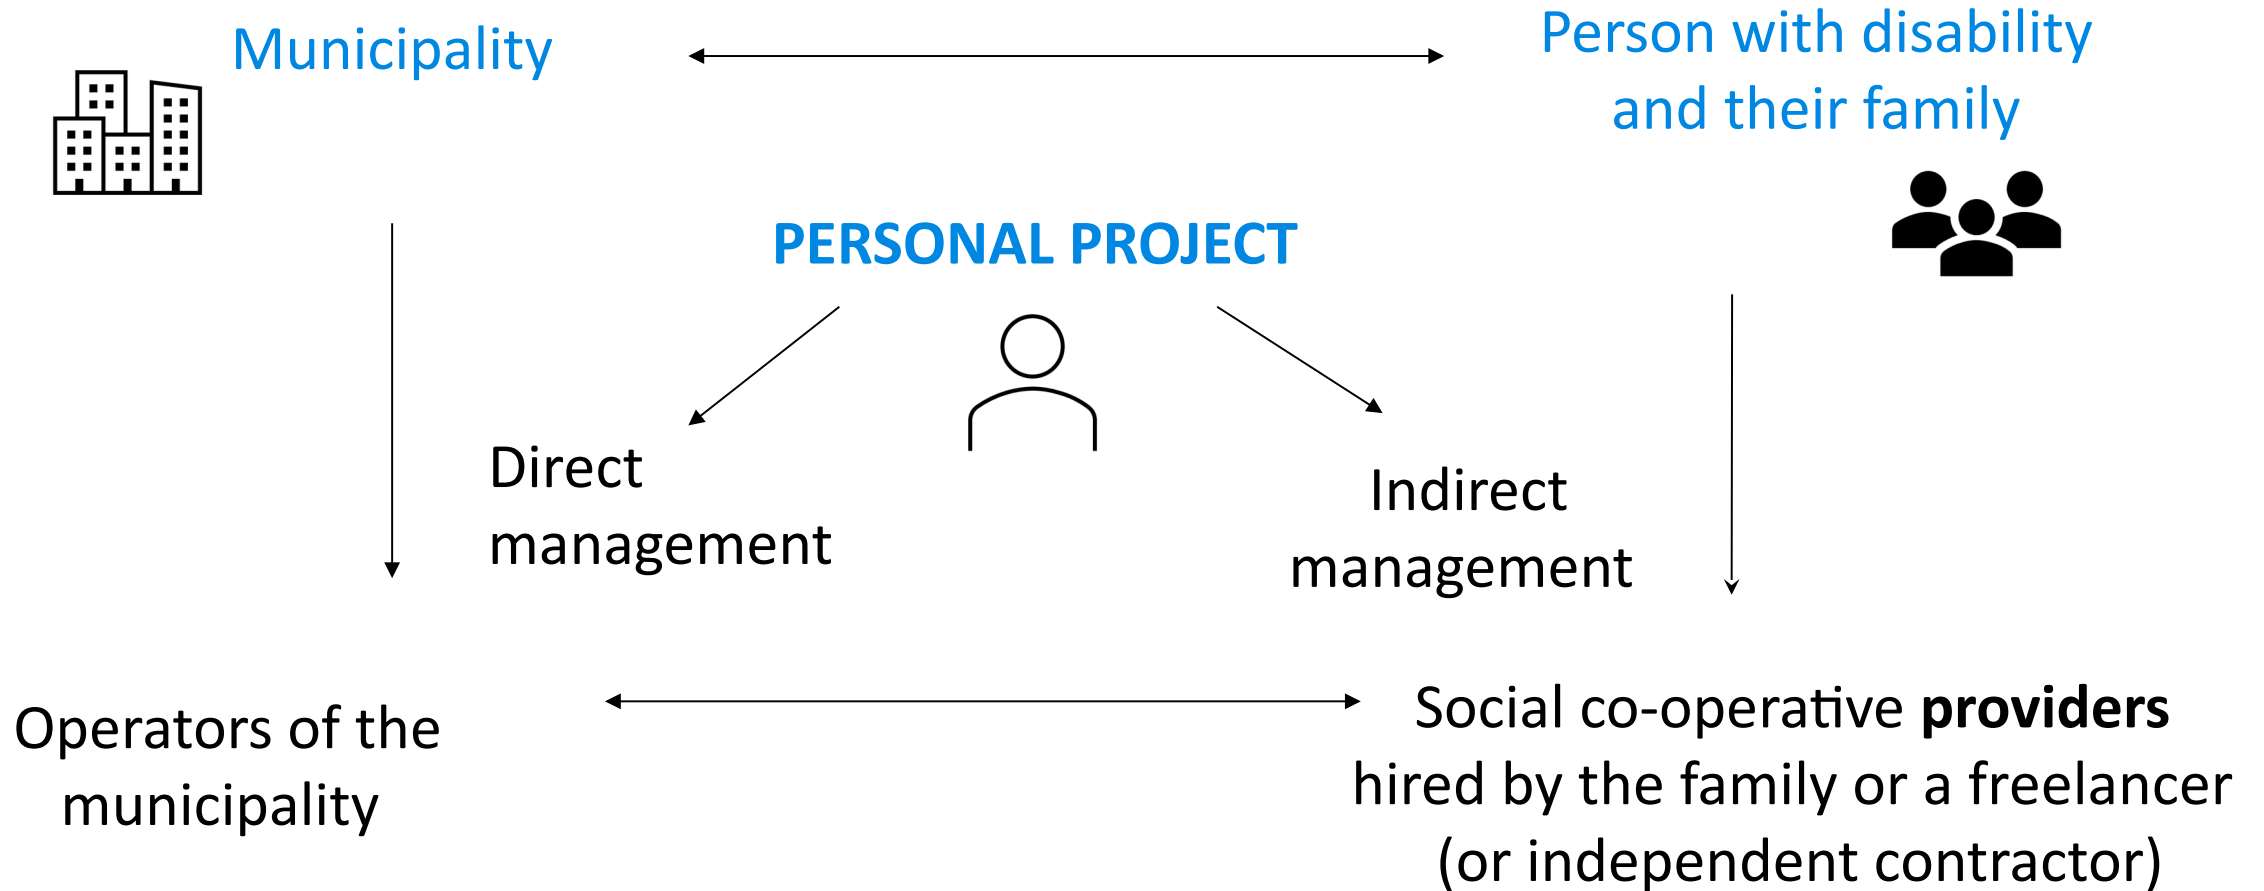 Municipality
Person with disability
and their family
PERSONAL PROJECT
Direct
management
Indirect
management
Operators of the
municipality
Social co-operative providers
hired by the family or a freelancer
(or independent contractor)